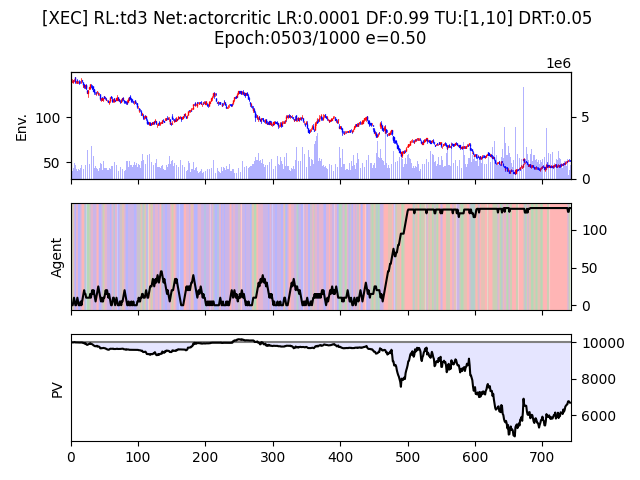 [XEC] RL:td3 Net:actorcritic LR:0.0001 DF:0.99 TU:[1,10] DRT:0.05
Epoch:0503/1000 e=0.50
1e6
Env.
100
50
5
0
Agent
100
50
0
PV
10000
8000
6000
0 100 200 300 400 500 600 700